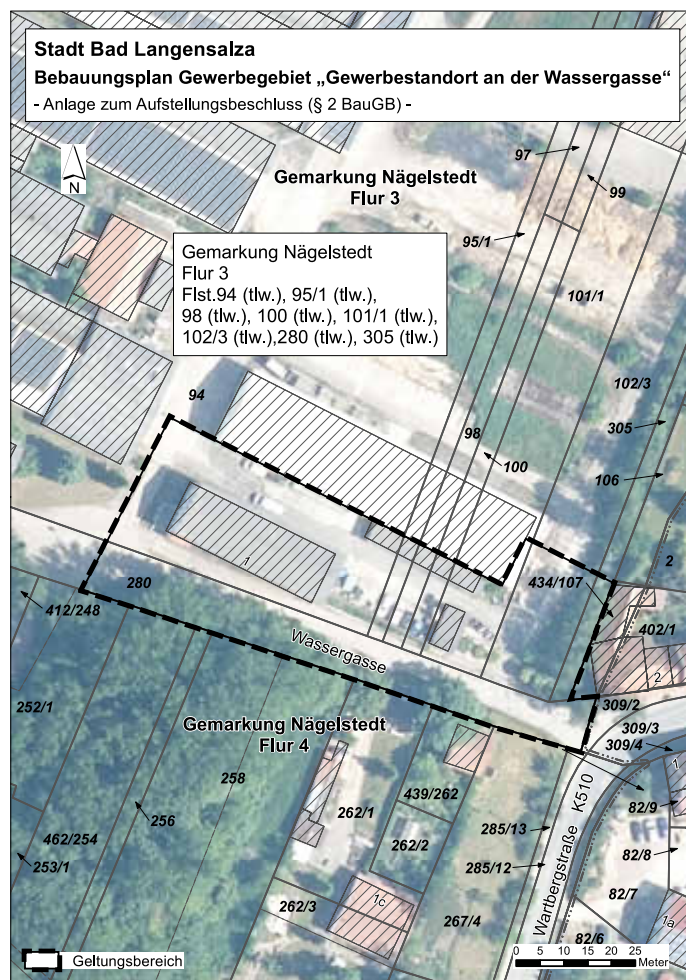 Stadt Bad Langensalza
Bebauungsplan Gewerbegebiet „Gewerbestandort an der Wassergasse“
- Anlage zum Aufstellungsbeschluss (§ 2 BauGB) -
N
97
99
Gemarkung Nägelstedt
Flur 3
95/1
Gemarkung Nägelstedt
Flur 3
Flst.94 (tlw.), 95/1 (tlw.),
98 (tlw.), 100 (tlw.), 101/1 (tlw.),
102/3 (tlw.),280 (tlw.), 305 (tlw.)
101/1
102/3
94
305
98
100
106
2
1
280
434/107
412/248
402/1
Wassergasse
2
252/1
309/2
Gemarkung Nägelstedt
Flur 4
309/3
309/4
258
1
439/262
82/9
262/1
256
285/13
462/254
262/2
82/8
253/1
285/12
Wartbergstraße K510
82/7
1c
262/3
267/4
1a
82/6
Geltungsbereich
0 5 10 15 20 25
Meter